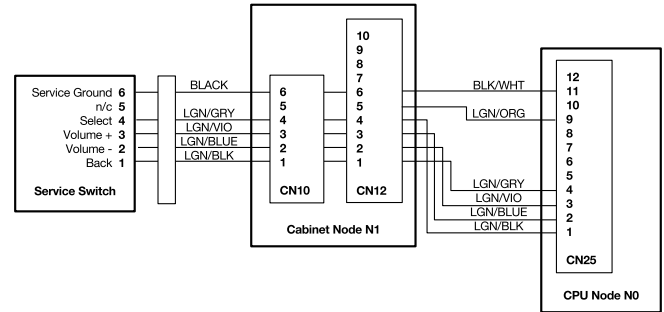 Service Ground 6
n/c 5
Select 4
Volume + 3
Volume - 2
Back 1
Service Switch
BLACK
LGN/GRY
LGN/VIO
LGN/BLUE
LGN/BLK
6
5
4
3
2
1
CN10
10
9
8
7
6
5
4
3
2
1
CN12
Cabinet Node N1
BLK/WHT
LGN/ORG
LGN/GRY
LGN/VIO
LGN/BLUE
LGN/BLK
12
11
10
9
8
7
6
5
4
3
2
1
CN25
CPU Node N0